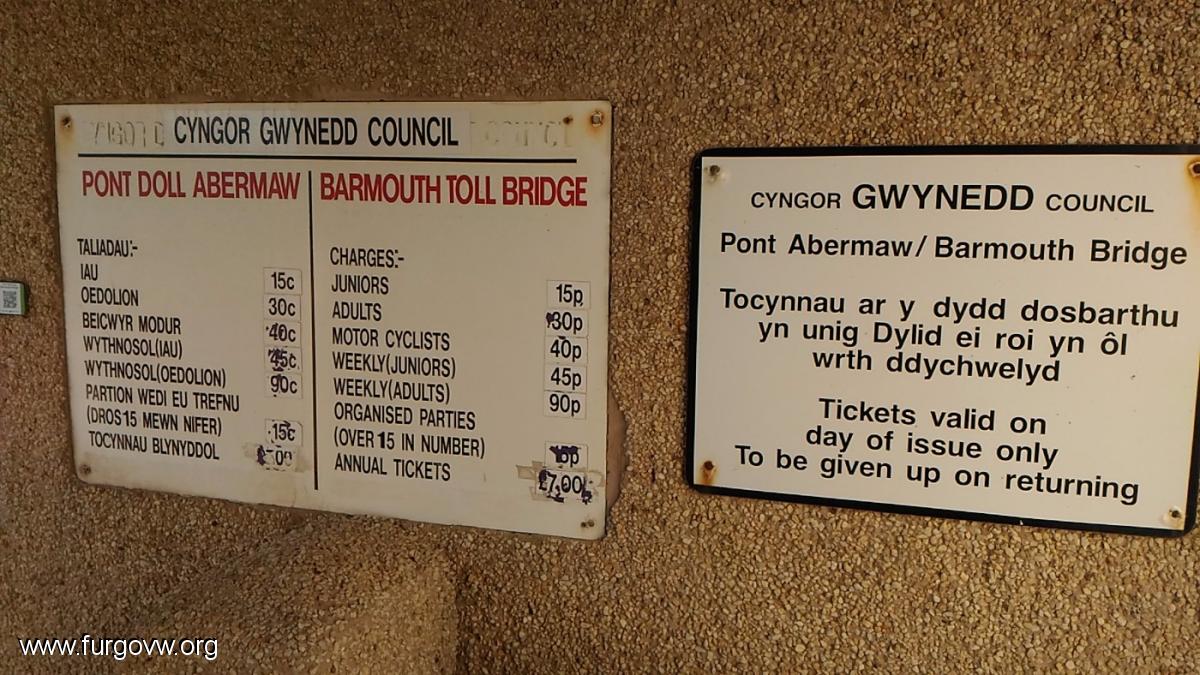 CYNGOR GWYNEDD COUNCIL
PONT DOLL ABERMAW
TALIADAU:-
IAU 15c
OEDOLION 30c
BEICWYR MODUR 40c
WYTHNOSOL(IAU) 45c
WYTHNOSOL(OEDOLION) 90c
PARTION WEDI EU TREFNU
(DROS 15 MEWN NIFER) 15c
TOCYNNAU BLYNYDDOL
BARMOUTH TOLL BRIDGE
CHARGES:-
JUNIORS 15p
ADULTS 30p
MOTOR CYCLISTS 40p
WEEKLY(JUNIORS) 45p
WEEKLY(ADULTS) 90p
ORGANISED PARTIES
(OVER 15 IN NUMBER)
ANNUAL TICKETS £7.00
CYNGOR GWYNEDD COUNCIL
Pont Abermaw/Barmouth Bridge
Tocynnau ar y dydd dosbarthu
yn unig Dylid ei roi yn ôl
wrth ddychwelyd
Tickets valid on
day of issue only
To be given up on returning
www.furgovw.org